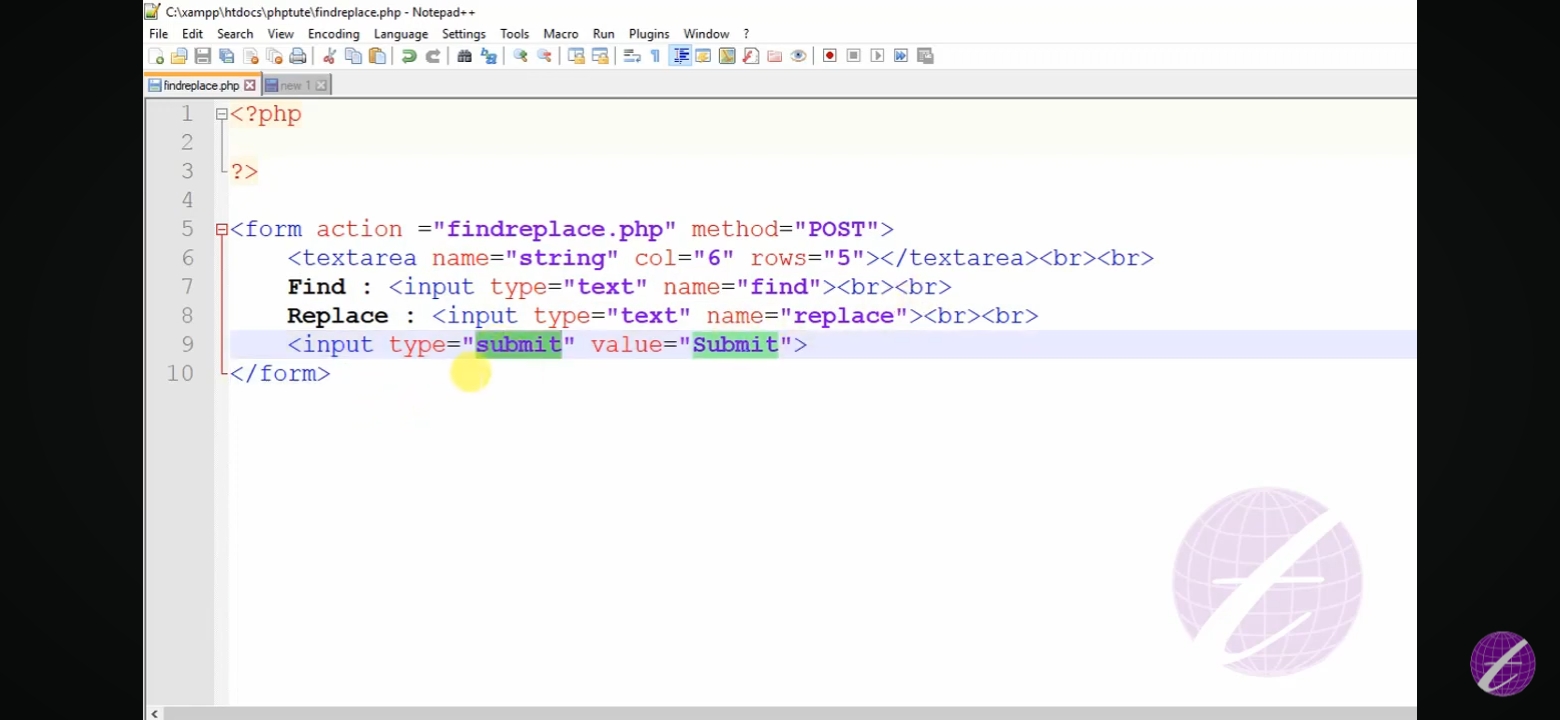 C:\xampp\htdocs\phptute\findreplace.php - Notepad++
File Edit Search View Encoding Language Settings Tools Macro Run Plugins Window ?
findreplace.php new 1
1 <?php
2
3 ?>
4
5 <form action ="findreplace.php" method="POST">
6 <textarea name="string" col="6" rows="5"></textarea><br><br>
7 Find : <input type="text" name="find"><br><br>
8 Replace : <input type="text" name="replace"><br><br>
9 <input type="submit" value="Submit">
10 </form>